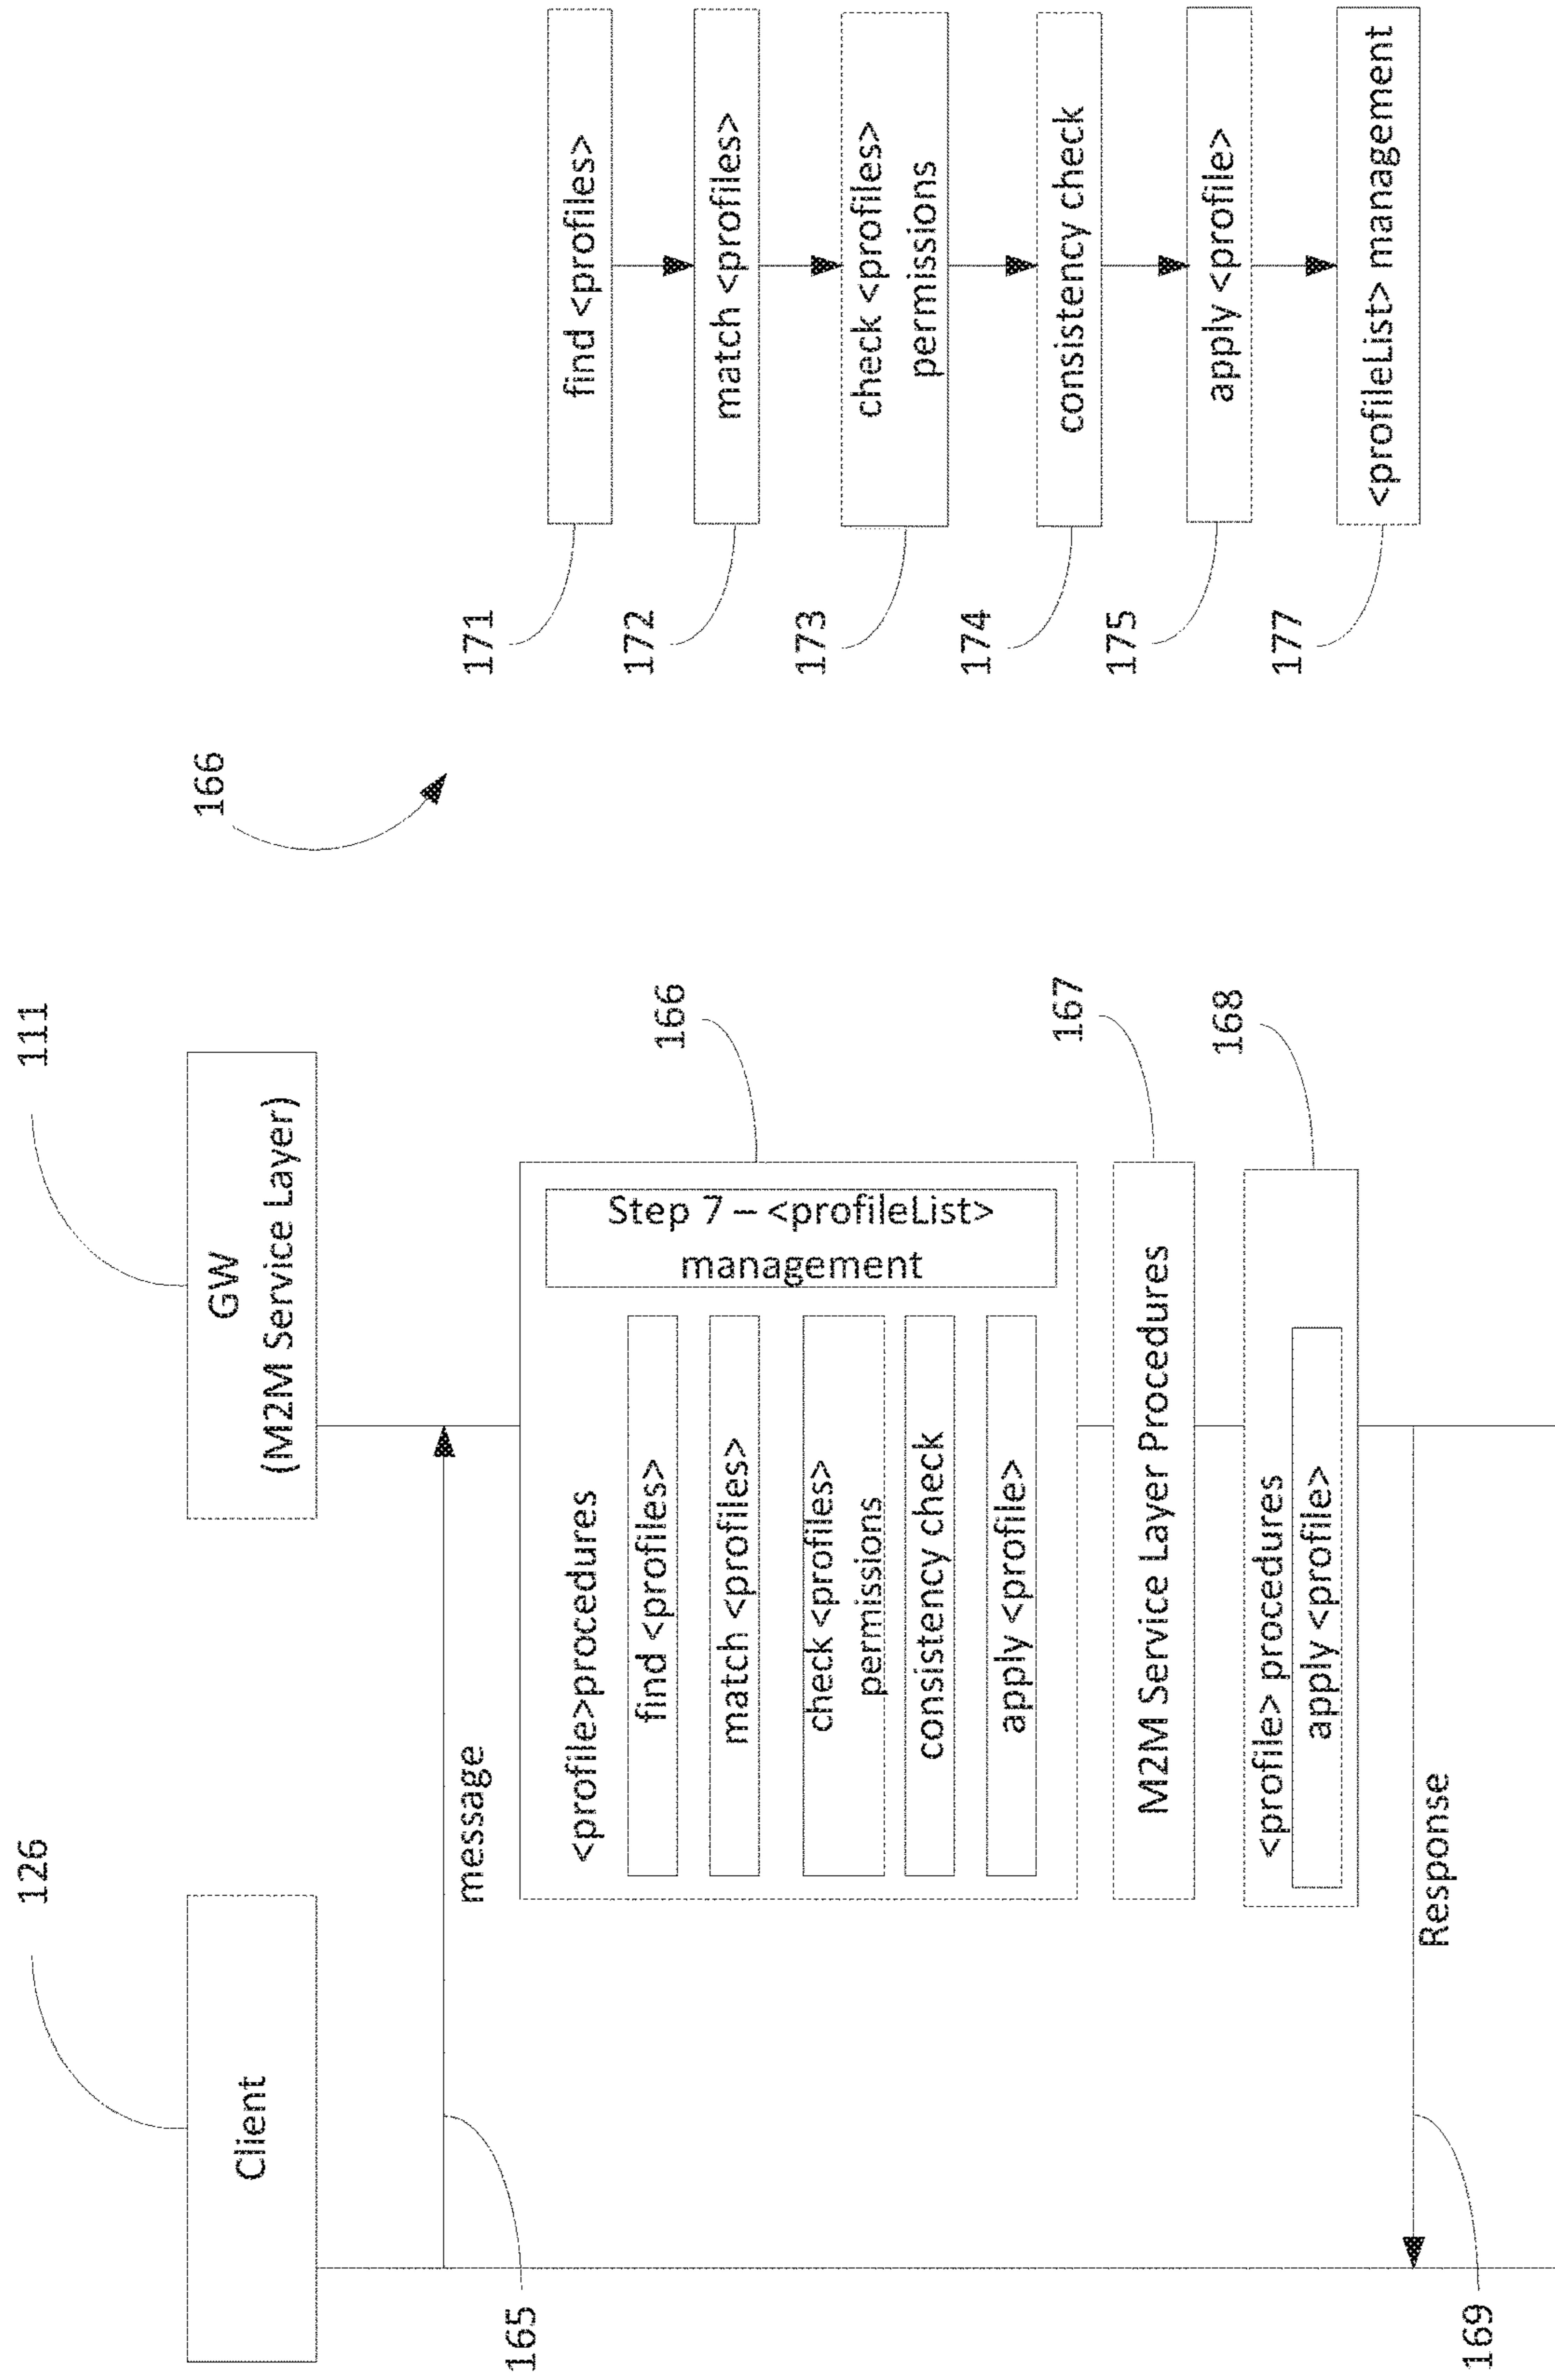 126
111
Client
GW
(M2M Service Layer)
165
message
<profile>procedures
find <profiles>
match <profiles>
check <profiles>
permissions
consistency check
apply <profile>
Step 7 – <profileList>
management
166
M2M Service Layer Procedures
167
<profile> procedures
apply <profile>
168
Response
169
166
171
find <profiles>
172
match <profiles>
173
check <profiles>
permissions
174
consistency check
175
apply <profile>
177
<profileList> management